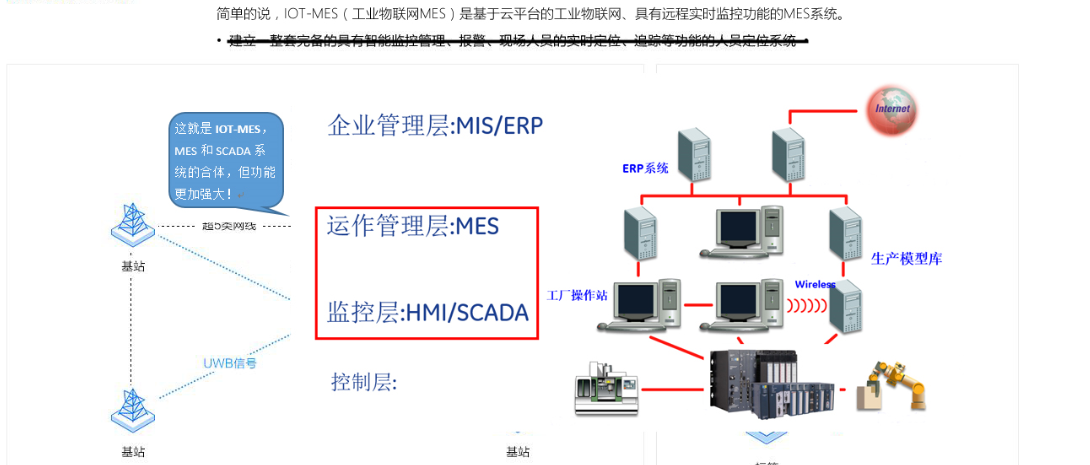 简单的说，IOT-MES（工业物联网MES）是基于云平台的工业物联网、具有远程实时监控功能的MES系统。
• 建立一整套完备的具有智能监控管理、报警、现场人员的实时定位、追踪等功能的人员定位系统
这就是 IOT-MES，
MES 和 SCADA 系
统的合体，但功能
更加强大！
超5类网线
基站
UWB信号
基站
企业管理层:MIS/ERP
运作管理层:MES
监控层:HMI/SCADA
控制层:
基站
Internet
ERP系统
生产模型库
工厂操作站
Wireless